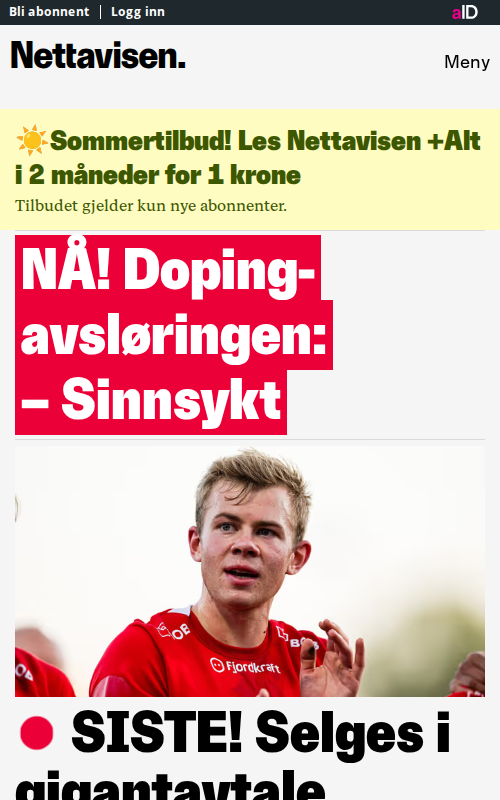 Bli abonnent | Logg inn
aID
Nettavisen.
Meny
☀️Sommertilbud! Les Nettavisen +Alt
i 2 måneder for 1 krone
Tilbudet gjelder kun nye abonnenter.
NÅ! Doping-
avsløringen:
– Sinnsykt
OB
Fjordkraft
SISTE! Selges i
gigantavtale